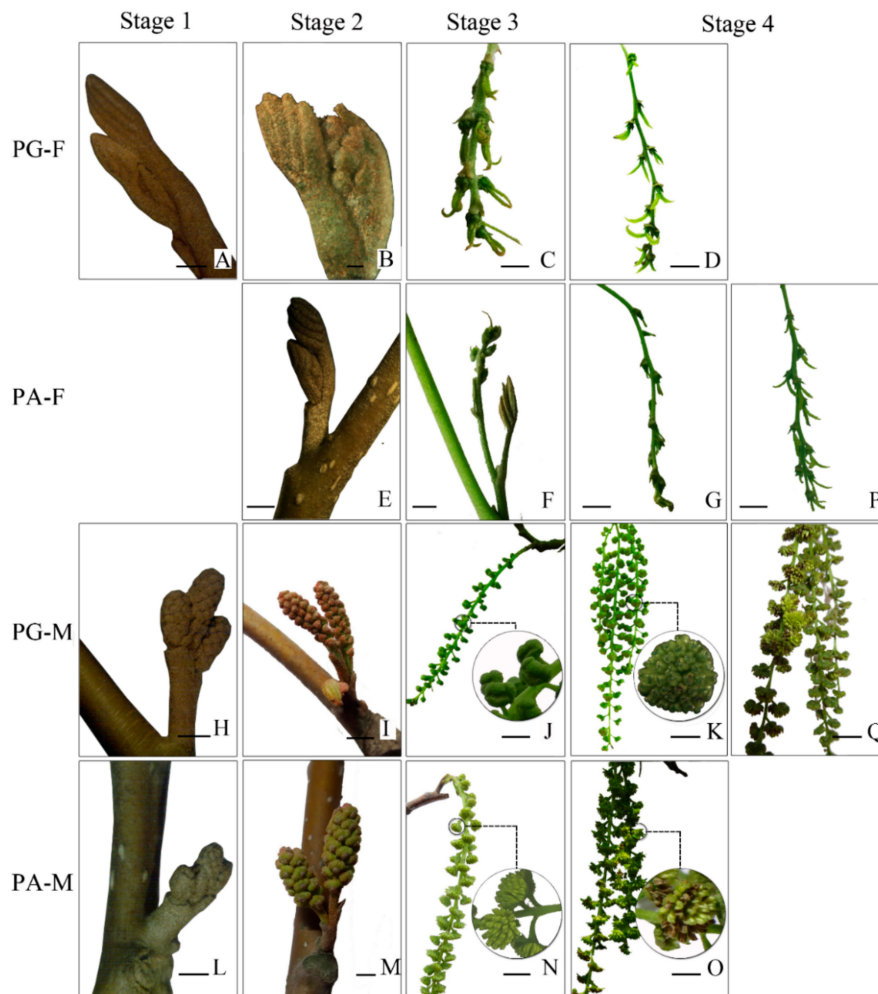 Stage 1 Stage 2 Stage 3 Stage 4
PG-F
A B C D
PA-F
E F G P
PG-M
H I J K Q
PA-M
L M N O